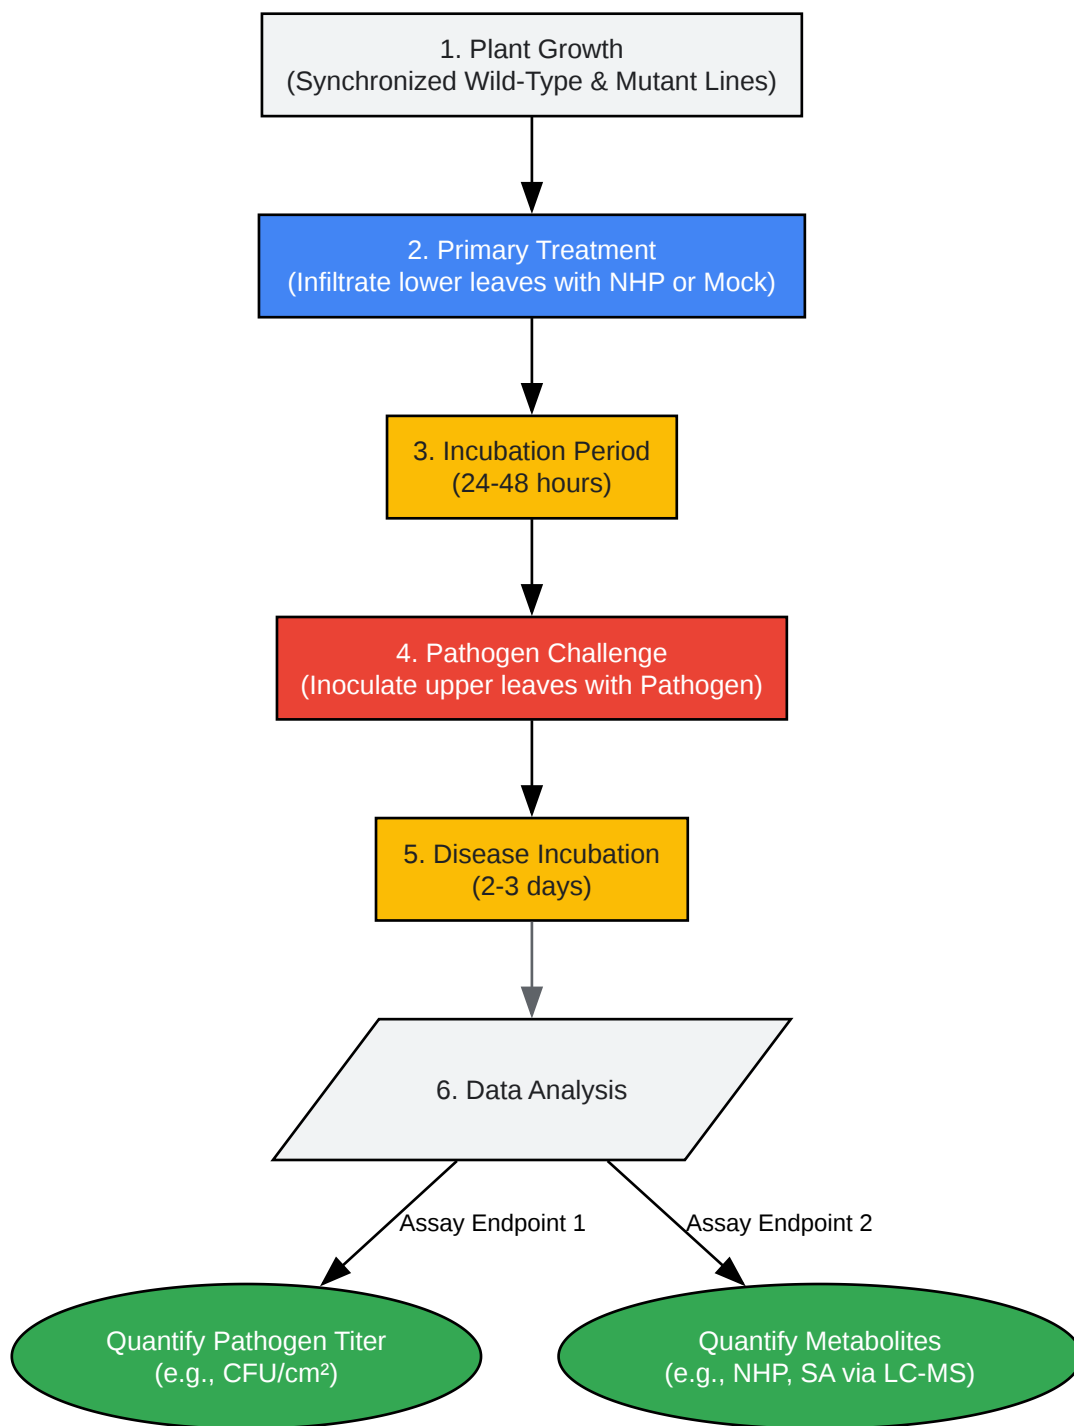 1. Plant Growth
(Synchronized Wild-Type & Mutant Lines)
2. Primary Treatment
(Infiltrate lower leaves with NHP or Mock)
3. Incubation Period
(24-48 hours)
4. Pathogen Challenge
(Inoculate upper leaves with Pathogen)
5. Disease Incubation
(2-3 days)
6. Data Analysis
Assay Endpoint 1
Assay Endpoint 2
Quantify Pathogen Titer
(e.g., CFU/cm²)
Quantify Metabolites
(e.g., NHP, SA via LC-MS)